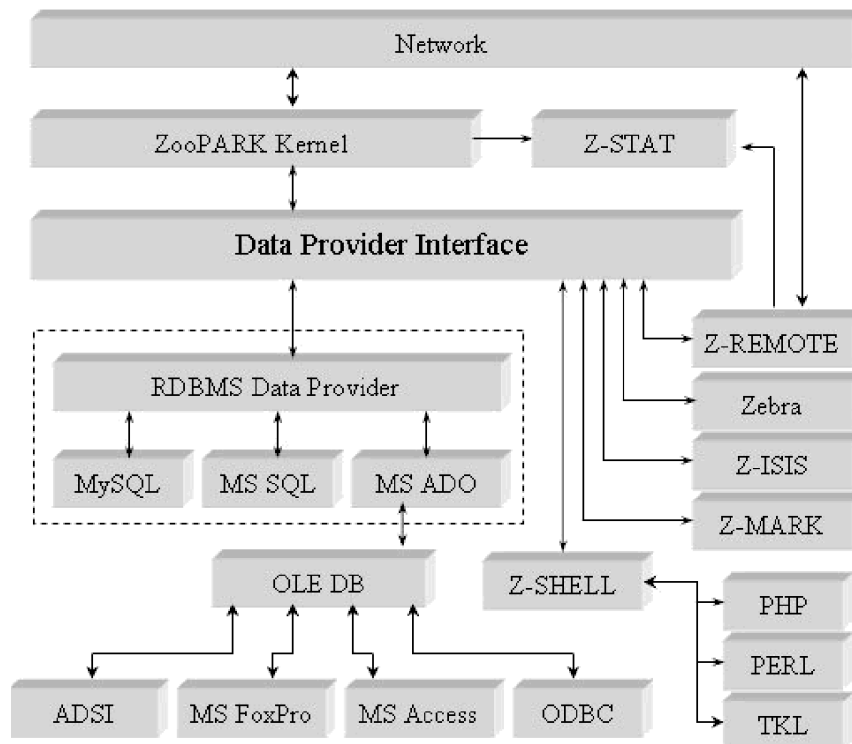 Network
ZooPARK Kernel
Z-STAT
Data Provider Interface
Z-REMOTE
RDBMS Data Provider
Zebra
MySQL
MS SQL
MS ADO
Z-ISIS
Z-MARK
OLE DB
Z-SHELL
PHP
PERL
ADSI
MS FoxPro
MS Access
ODBC
TKL